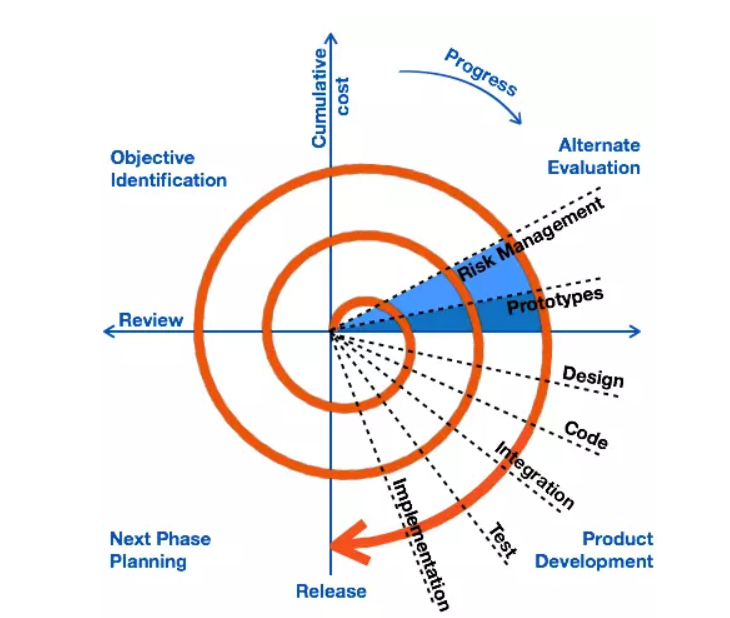 Cumulative
cost
Progress
Objective
Identification
Alternate
Evaluation
Risk Management
Review
Prototypes
Design
Code
Integration
Test
Implementation
Next Phase
Planning
Product
Development
Release